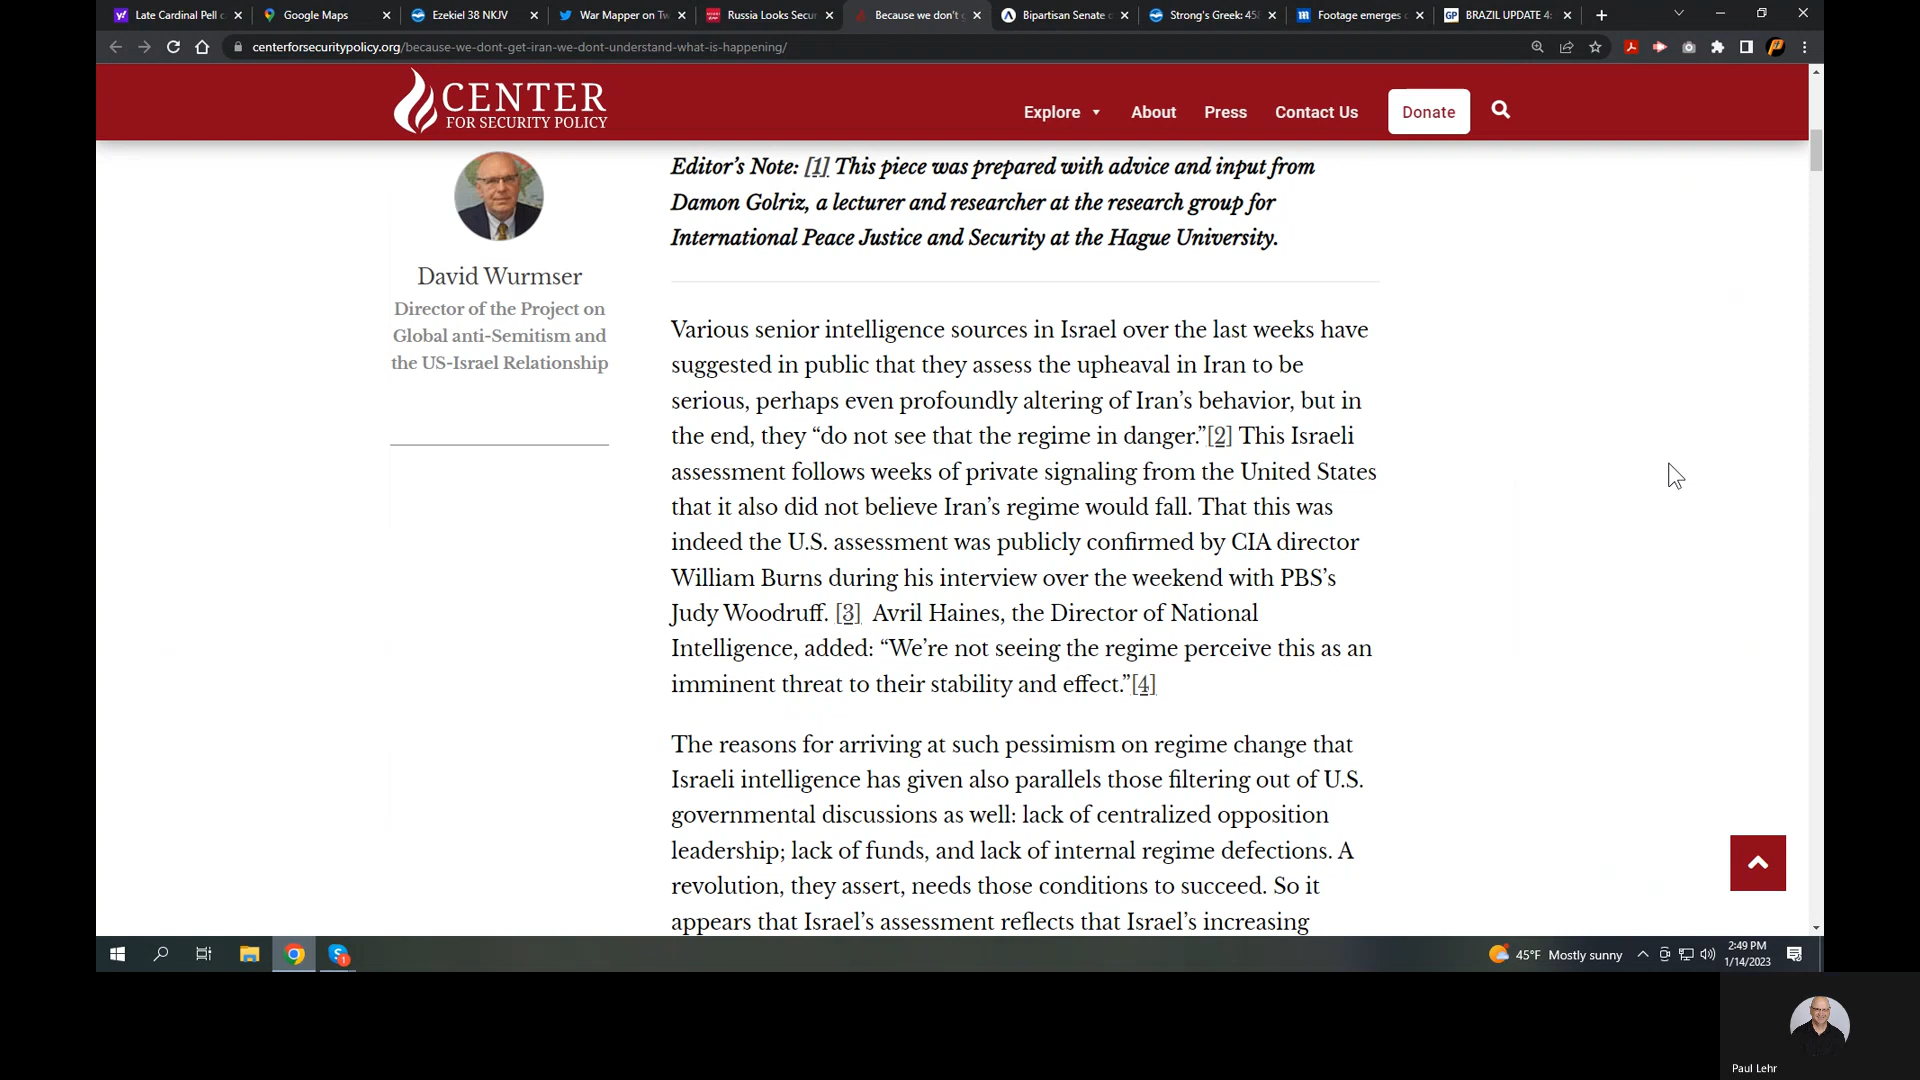 Late Cardinal Pell c
Google Maps
Ezekiel 38 NKJV
War Mapper on Tw
Russia Looks Secur
Because we don't g
Bipartisan Senate
Strong's Greek: 45
Footage emerges
BRAZIL UPDATE 4:
centerforsecuritypolicy.org/because-we-dont-get-iran-we-dont-understand-what-is-happening/
CENTER
FOR SECURITY POLICY
Explore
About
Press
Contact Us
Donate
David Wurmser
Director of the Project on
Global anti-Semitism and
the US-Israel Relationship
Editor's Note: [1] This piece was prepared with advice and input from
Damon Golriz, a lecturer and researcher at the research group for
International Peace Justice and Security at the Hague University.
Various senior intelligence sources in Israel over the last weeks have
suggested in public that they assess the upheaval in Iran to be
serious, perhaps even profoundly altering of Iran's behavior, but in
the end, they “do not see that the regime in danger.”[2] This Israeli
assessment follows weeks of private signaling from the United States
that it also did not believe Iran's regime would fall. That this was
indeed the U.S. assessment was publicly confirmed by CIA director
William Burns during his interview over the weekend with PBS's
Judy Woodruff. [3] Avril Haines, the Director of National
Intelligence, added: “We're not seeing the regime perceive this as an
imminent threat to their stability and effect.”[4]
The reasons for arriving at such pessimism on regime change that
Israeli intelligence has given also parallels those filtering out of U.S.
governmental discussions as well: lack of centralized opposition
leadership; lack of funds, and lack of internal regime defections. A
revolution, they assert, needs those conditions to succeed. So it
appears that Israel's assessment reflects that Israel's increasing
45°F Mostly sunny
2:49 PM
1/14/2023
Paul Lehr